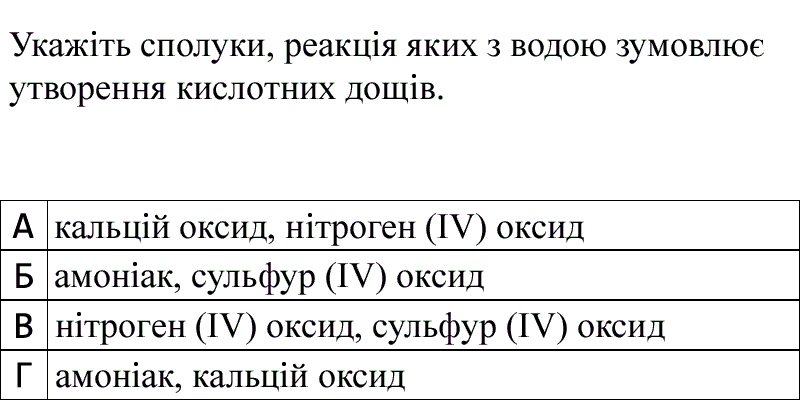 Укажіть сполуки, реакція яких з водою зумовлює
утворення кислотних дощів.
А кальцій оксид, нітроген (IV) оксид
Б амоніак, сульфур (IV) оксид
В нітроген (IV) оксид, сульфур (IV) оксид
Г амоніак, кальцій оксид